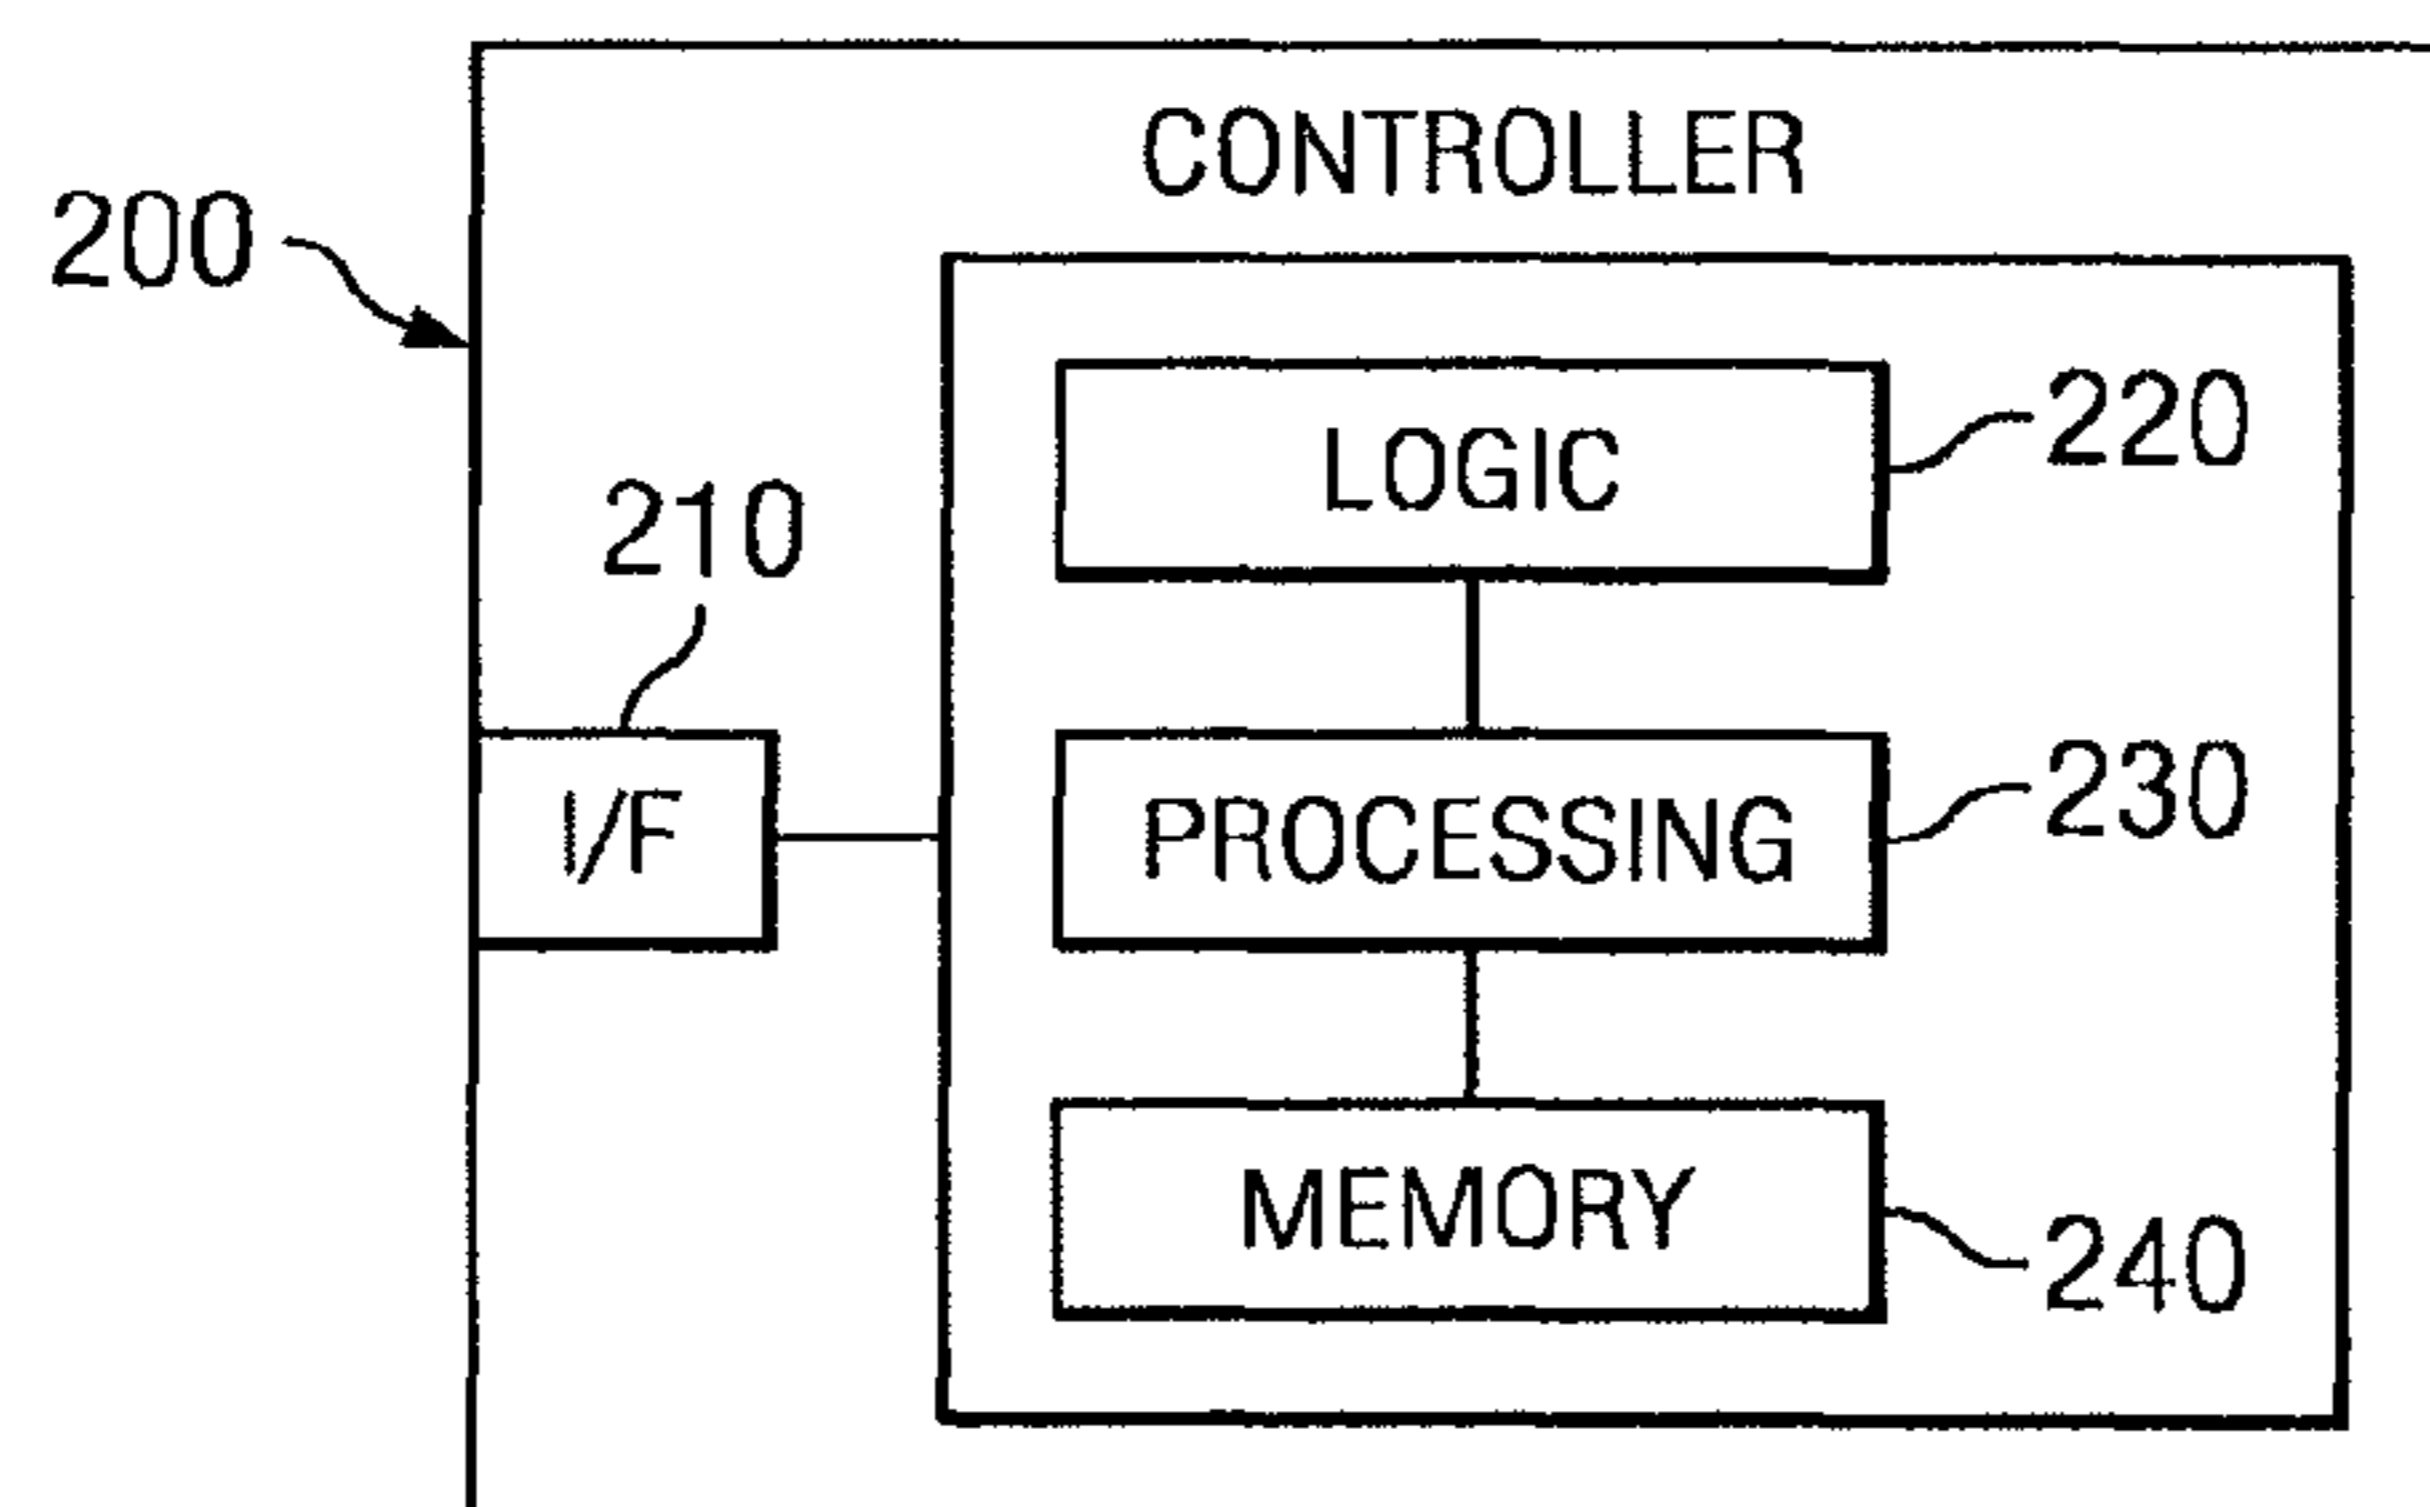 CONTROLLER
200
LOGIC
220
210
I/F
PROCESSING
230
MEMORY
240